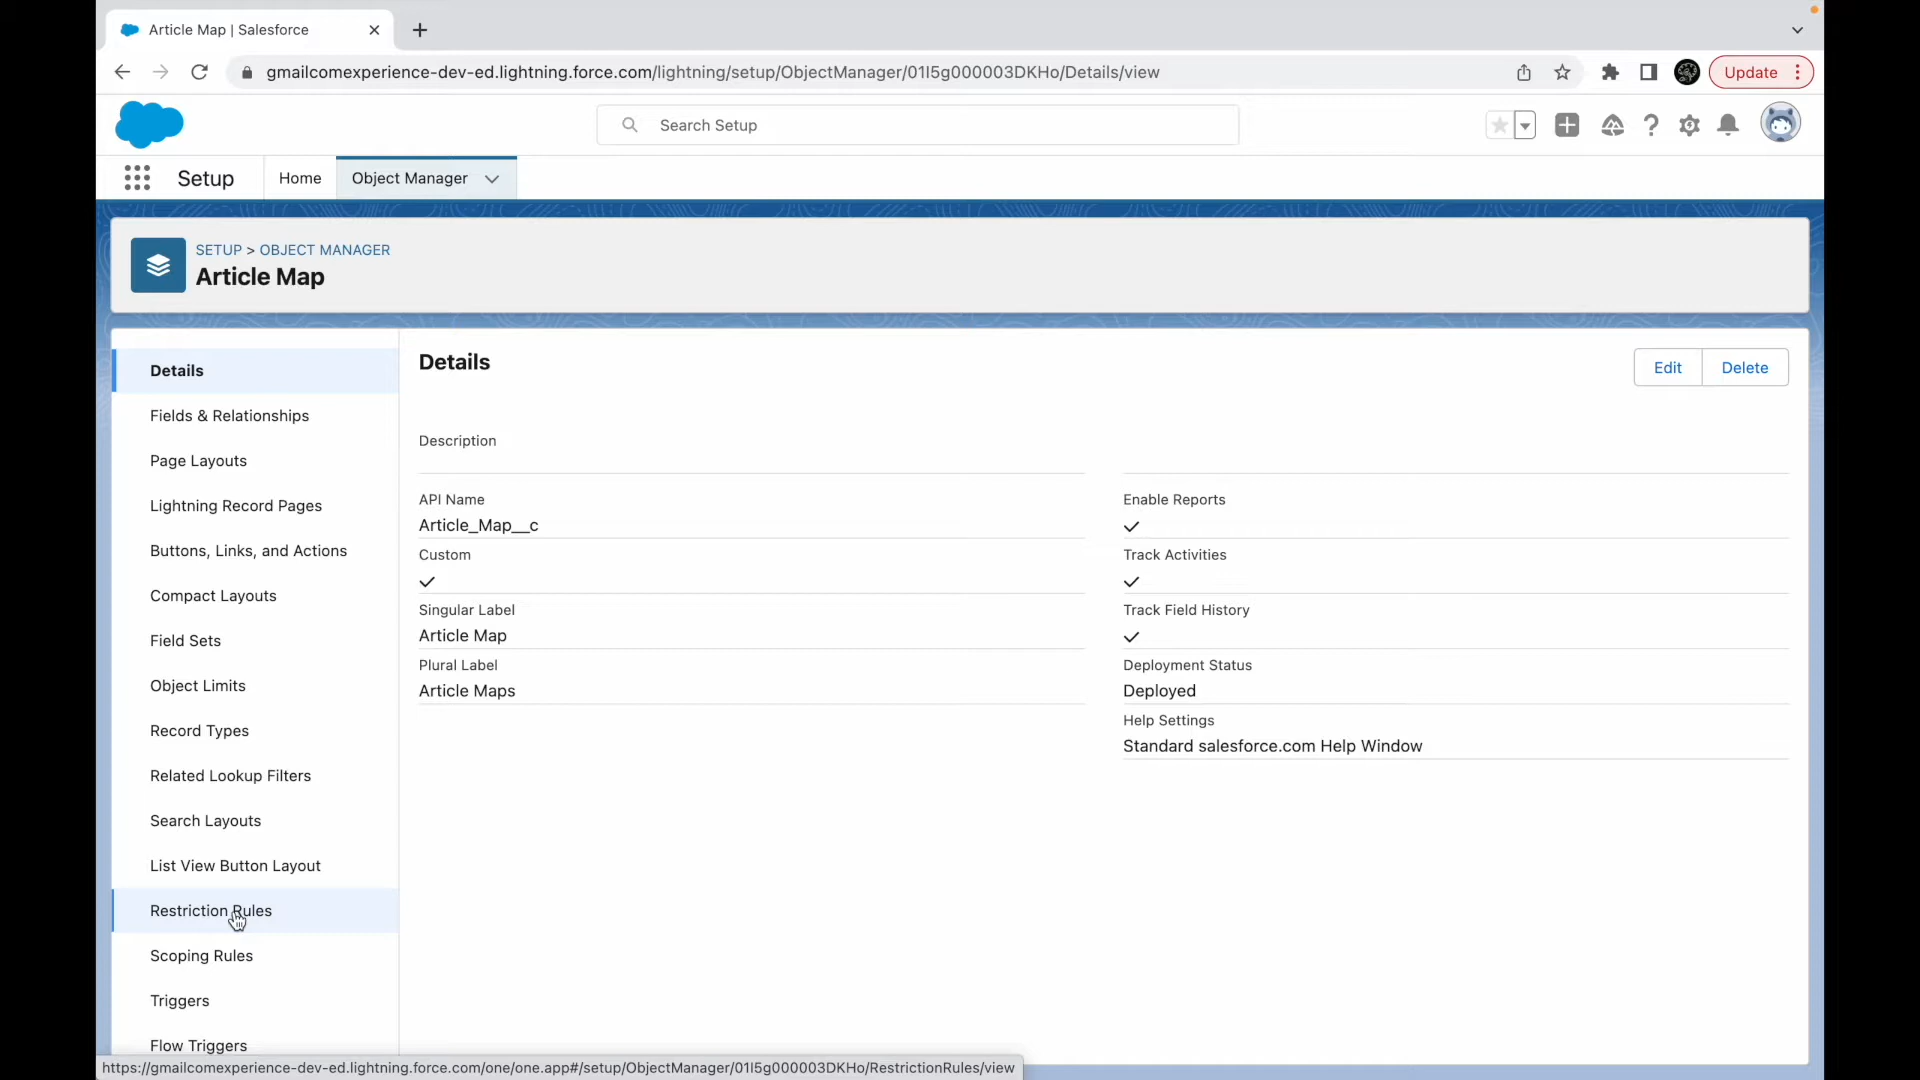 Article Map | Salesforce
gmailcomexperience-dev-ed.lightning.force.com/lightning/setup/ObjectManager/01I5g000003DKHo/Details/view
Update
Search Setup
Setup
Home
Object Manager
SETUP > OBJECT MANAGER
Article Map
Details
Fields & Relationships
Page Layouts
Lightning Record Pages
Buttons, Links, and Actions
Compact Layouts
Field Sets
Object Limits
Record Types
Related Lookup Filters
Search Layouts
List View Button Layout
Restriction Rules
Scoping Rules
Triggers
Flow Triggers
Details
Edit
Delete
Description
API Name
Article_Map__c
Custom
Singular Label
Article Map
Plural Label
Article Maps
Enable Reports
Track Activities
Track Field History
Deployment Status
Deployed
Help Settings
Standard salesforce.com Help Window
https://gmailcomexperience-dev-ed.lightning.force.com/one/one.app#/setup/ObjectManager/01I5g000003DKHo/RestrictionRules/view